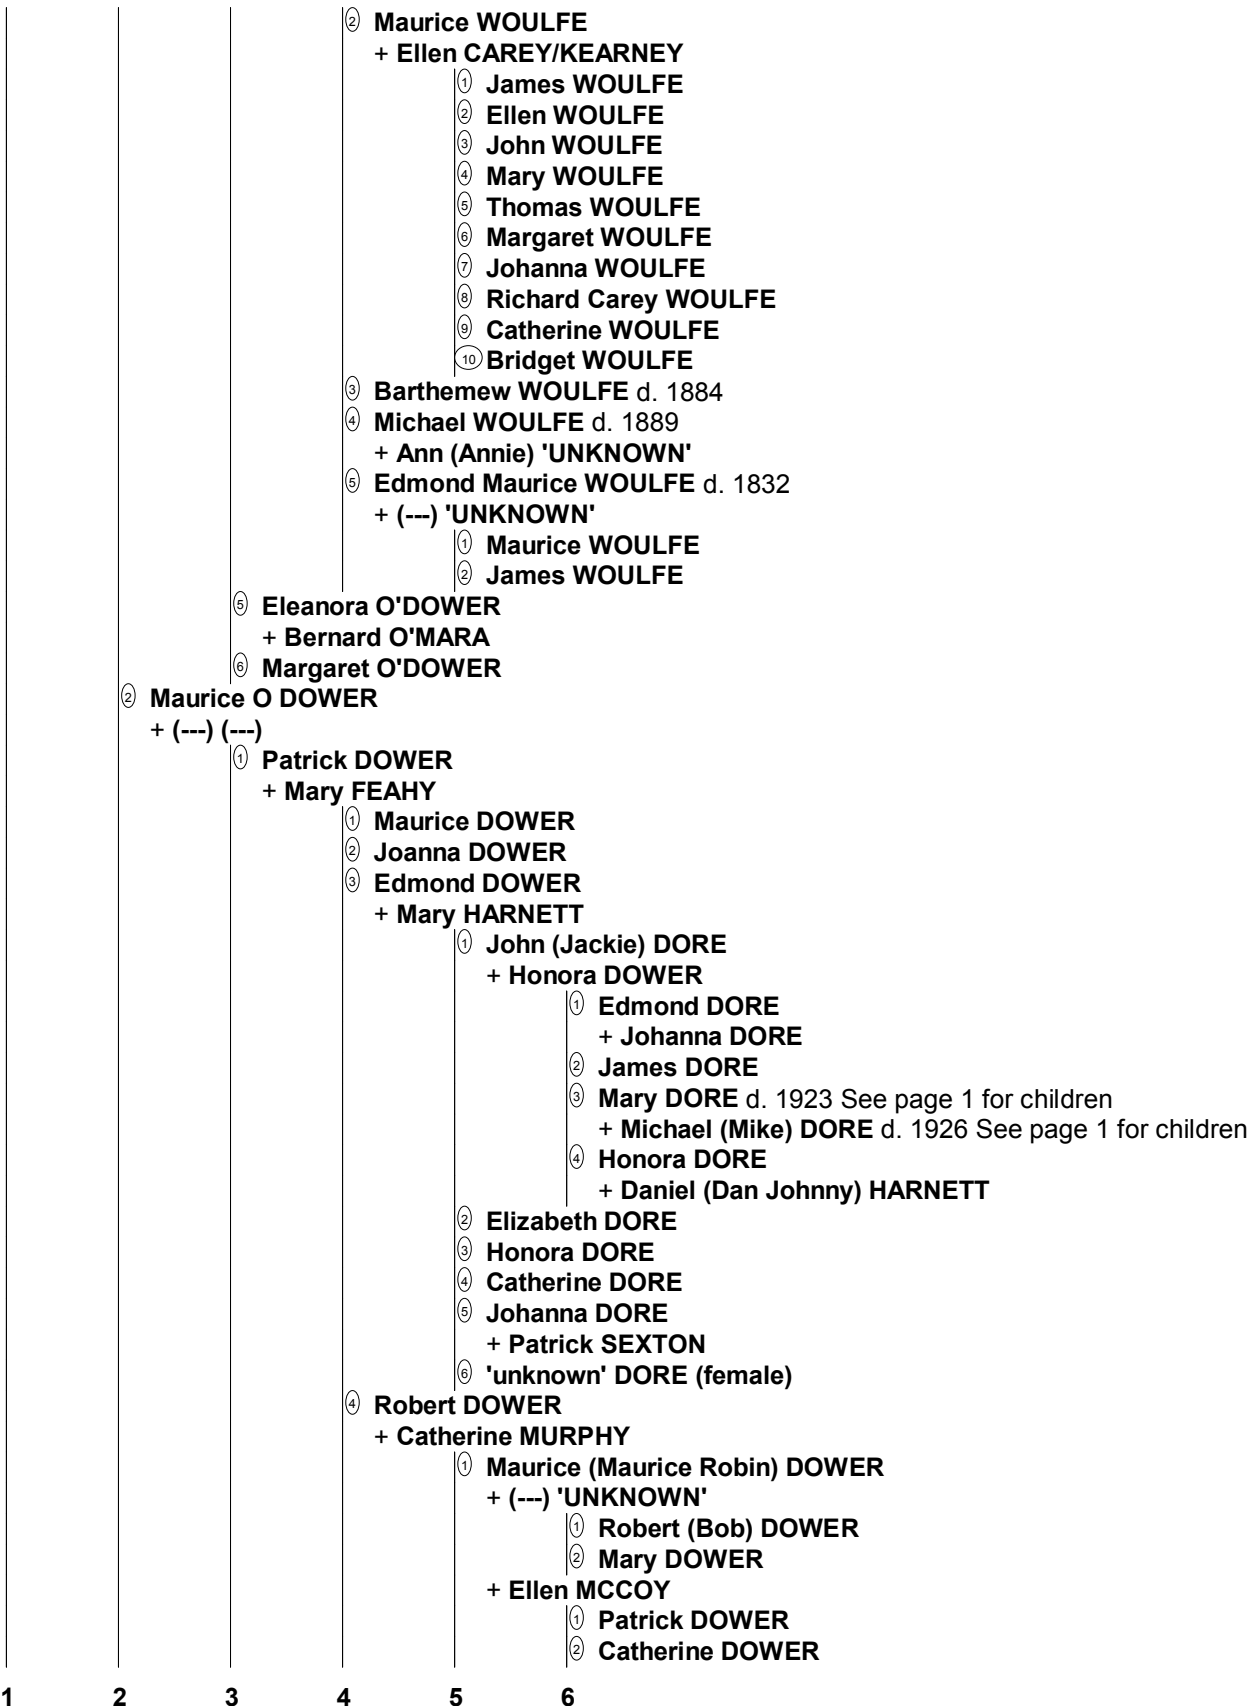 2 Maurice WOULFE
+ Ellen CAREY/KEARNEY
1 James WOULFE
2 Ellen WOULFE
3 John WOULFE
4 Mary WOULFE
5 Thomas WOULFE
6 Margaret WOULFE
7 Johanna WOULFE
8 Richard Carey WOULFE
9 Catherine WOULFE
10 Bridget WOULFE
3 Barthemew WOULFE d. 1884
4 Michael WOULFE d. 1889
+ Ann (Annie) 'UNKNOWN'
5 Edmond Maurice WOULFE d. 1832
+ (---) 'UNKNOWN'
1 Maurice WOULFE
2 James WOULFE
5 Eleanora O'DOWER
+ Bernard O'MARA
6 Margaret O'DOWER
2 Maurice O DOWER
+ (---) (---)
1 Patrick DOWER
+ Mary FEAHY
1 Maurice DOWER
2 Joanna DOWER
3 Edmond DOWER
+ Mary HARNETT
1 John (Jackie) DORE
+ Honora DOWER
1 Edmond DORE
+ Johanna DORE
2 James DORE
3 Mary DORE d. 1923 See page 1 for children
+ Michael (Mike) DORE d. 1926 See page 1 for children
4 Honora DORE
+ Daniel (Dan Johnny) HARNETT
2 Elizabeth DORE
3 Honora DORE
4 Catherine DORE
5 Johanna DORE
+ Patrick SEXTON
6 'unknown' DORE (female)
4 Robert DOWER
+ Catherine MURPHY
1 Maurice (Maurice Robin) DOWER
+ (---) 'UNKNOWN'
1 Robert (Bob) DOWER
2 Mary DOWER
+ Ellen MCCOY
1 Patrick DOWER
2 Catherine DOWER
1 2 3 4 5 6